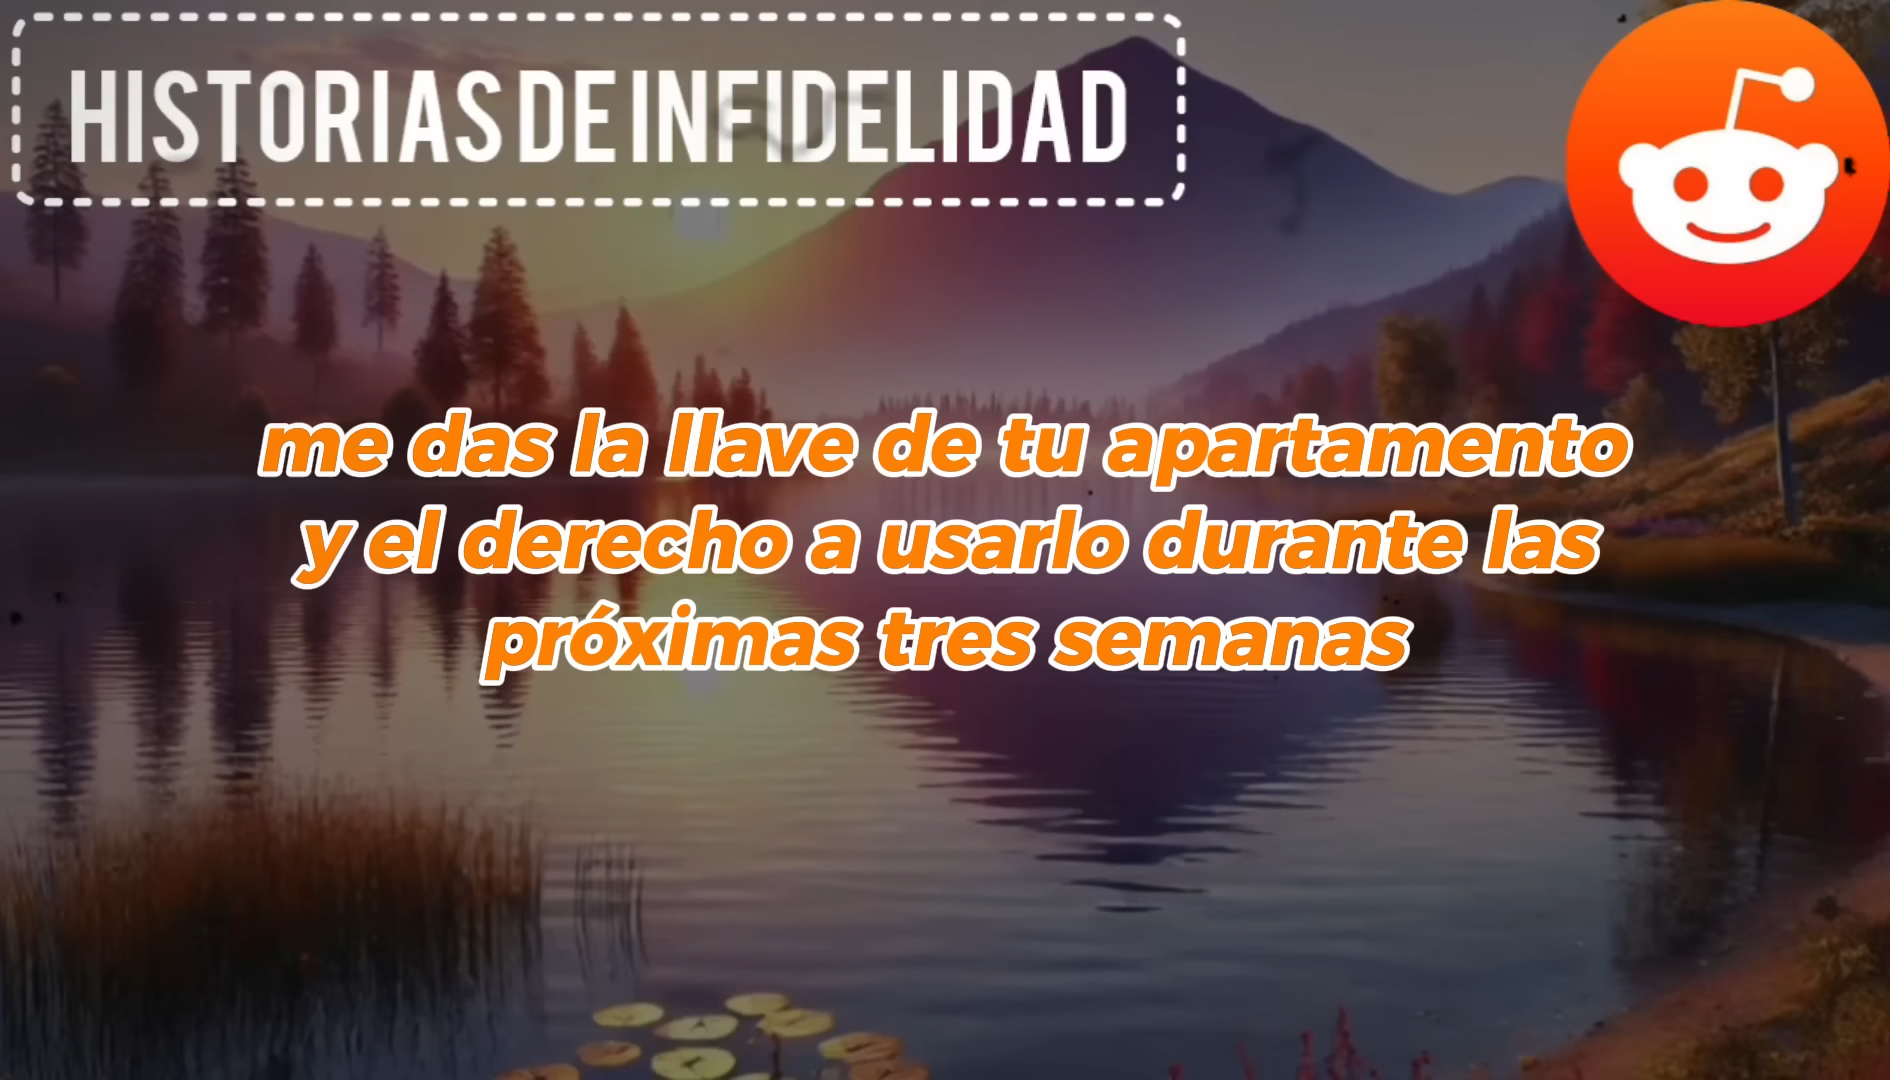 HISTORIAS DE INFIDELIDAD
me das la llave de tu apartamento
y el derecho a usarlo durante las
próximas tres semanas